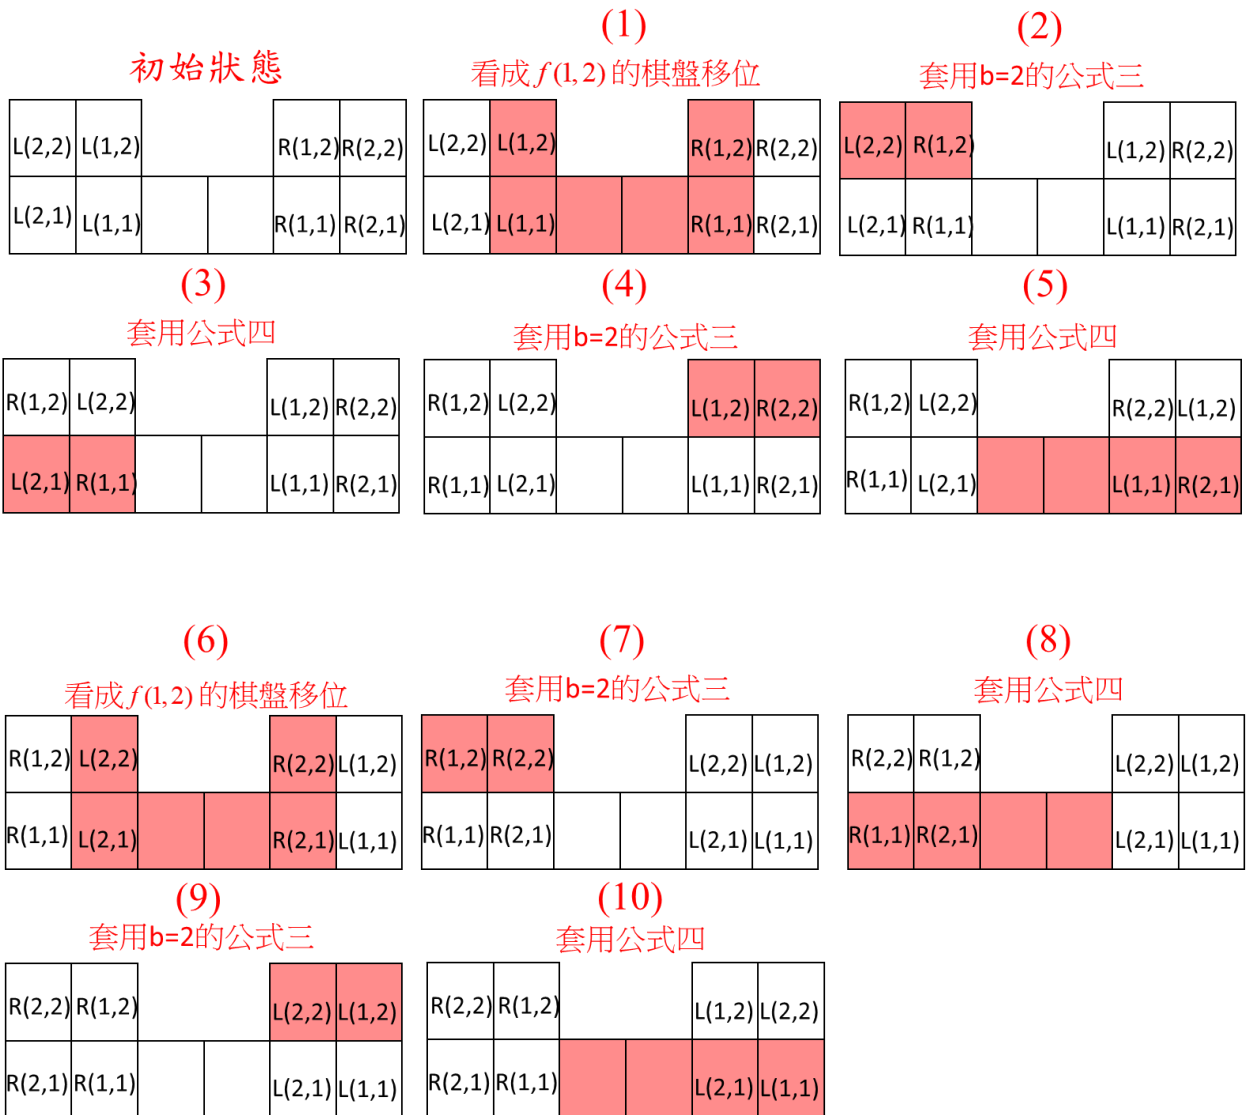 (1)
(2)
初始狀態
看成f(1,2)的棋盤移位
套用b=2的公式三
L(2,2) L(1,2) R(1,2) R(2,2)
L(2,1) L(1,1) R(1,1) R(2,1)
L(2,2) L(1,2) R(1,2) R(2,2)
L(2,1) L(1,1) R(1,1) R(2,1)
L(2,2) R(1,2) L(1,2) R(2,2)
L(2,1) R(1,1) L(1,1) R(2,1)
(3)
(4)
(5)
套用公式四
套用b=2的公式三
套用公式四
R(1,2) L(2,2) L(1,2) R(2,2)
L(2,1) R(1,1) L(1,1) R(2,1)
R(1,2) L(2,2) L(1,2) R(2,2)
R(1,1) L(2,1) L(1,1) R(2,1)
R(1,2) L(2,2) R(2,2) L(1,2)
R(1,1) L(2,1) L(1,1) R(2,1)
(6)
(7)
(8)
看成f(1,2)的棋盤移位
套用b=2的公式三
套用公式四
R(1,2) L(2,2) R(2,2) L(1,2)
R(1,1) L(2,1) R(2,1) L(1,1)
R(1,2) R(2,2) L(2,2) L(1,2)
R(1,1) R(2,1) L(2,1) L(1,1)
R(2,2) R(1,2) L(2,2) L(1,2)
R(1,1) R(2,1) L(2,1) L(1,1)
(9)
(10)
套用b=2的公式三
套用公式四
R(2,2) R(1,2) L(2,2) L(1,2)
R(2,1) R(1,1) L(2,1) L(1,1)
R(2,2) R(1,2) L(1,2) L(2,2)
R(2,1) R(1,1) L(2,1) L(1,1)